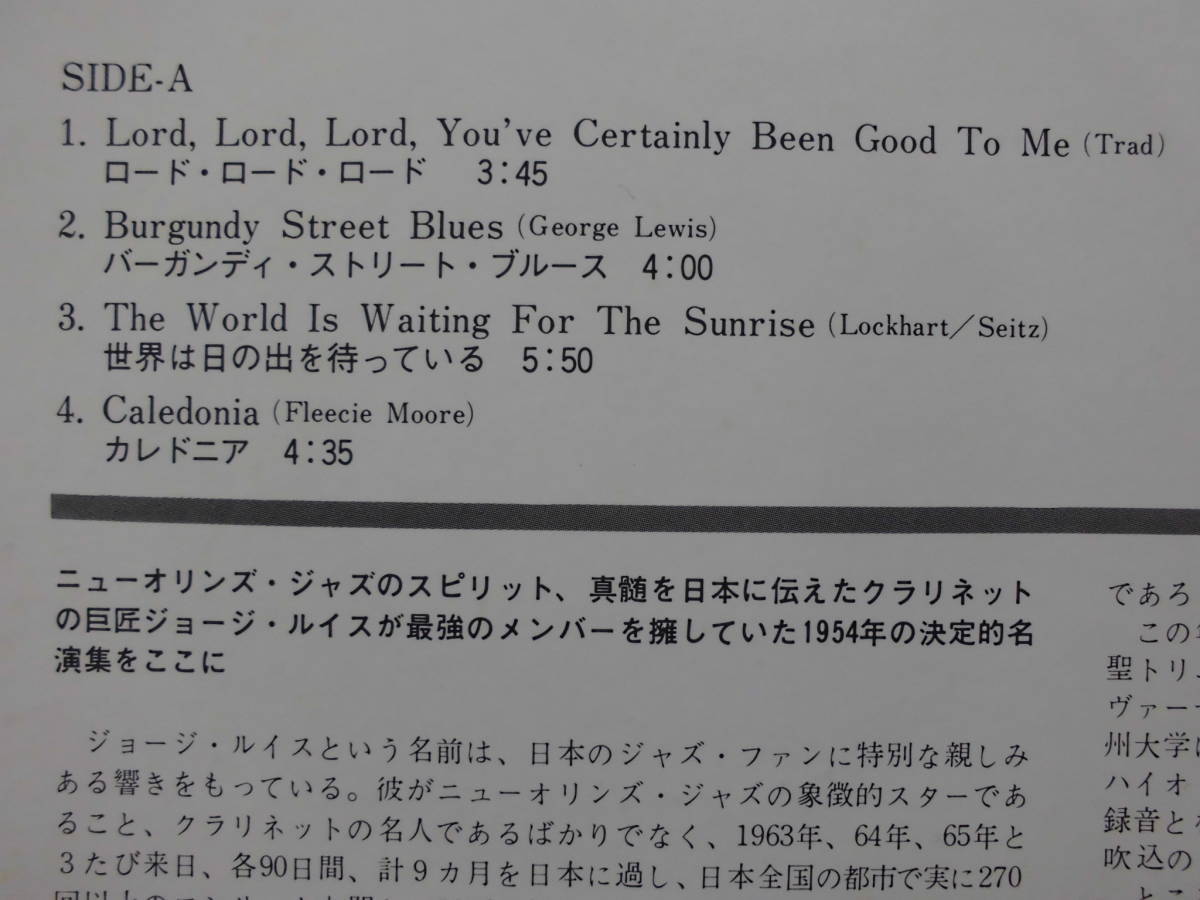 SIDE-A
1. Lord, Lord, Lord, You've Certainly Been Good To Me (Trad)
ロード・ロード・ロード 3:45
2. Burgundy Street Blues (George Lewis)
バーガンディ・ストリート・ブルース 4:00
3. The World Is Waiting For The Sunrise (Lockhart/Seitz)
世界は日の出を待っている 5:50
4. Caledonia (Fleecie Moore)
カレドニア 4:35
ニューオリンズ・ジャズのスピリット、真髄を日本に伝えたクラリネット
の巨匠ジョージ・ルイスが最強のメンバーを擁していた1954年の決定的名
演集をここに
ジョージ・ルイスという名前は、日本のジャズ・ファンに特別な親しみ
ある響きをもっている。彼がニューオリンズ・ジャズの象徴的スターであ
ること、クラリネットの名人であるばかりでなく、1963年、64年、65年と
3たび来日、各90日間、計9カ月を日本に過し、日本全国の都市で実に270
であろ
この
聖トリ
ヴァー
州大学
ハイオ
録音と
吹込の